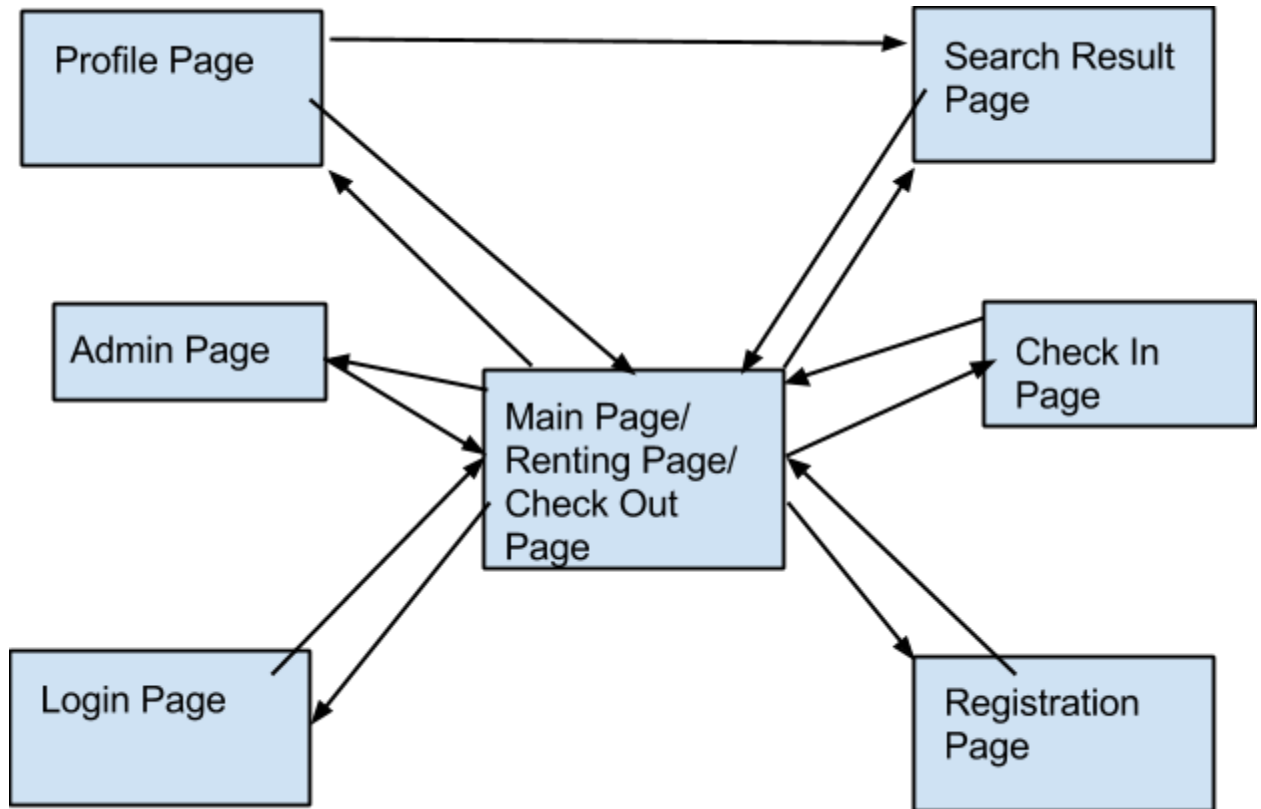 Profile Page
Search Result
Page
Admin Page
Check In
Page
Main Page/
Renting Page/
Check Out
Page
Login Page
Registration
Page